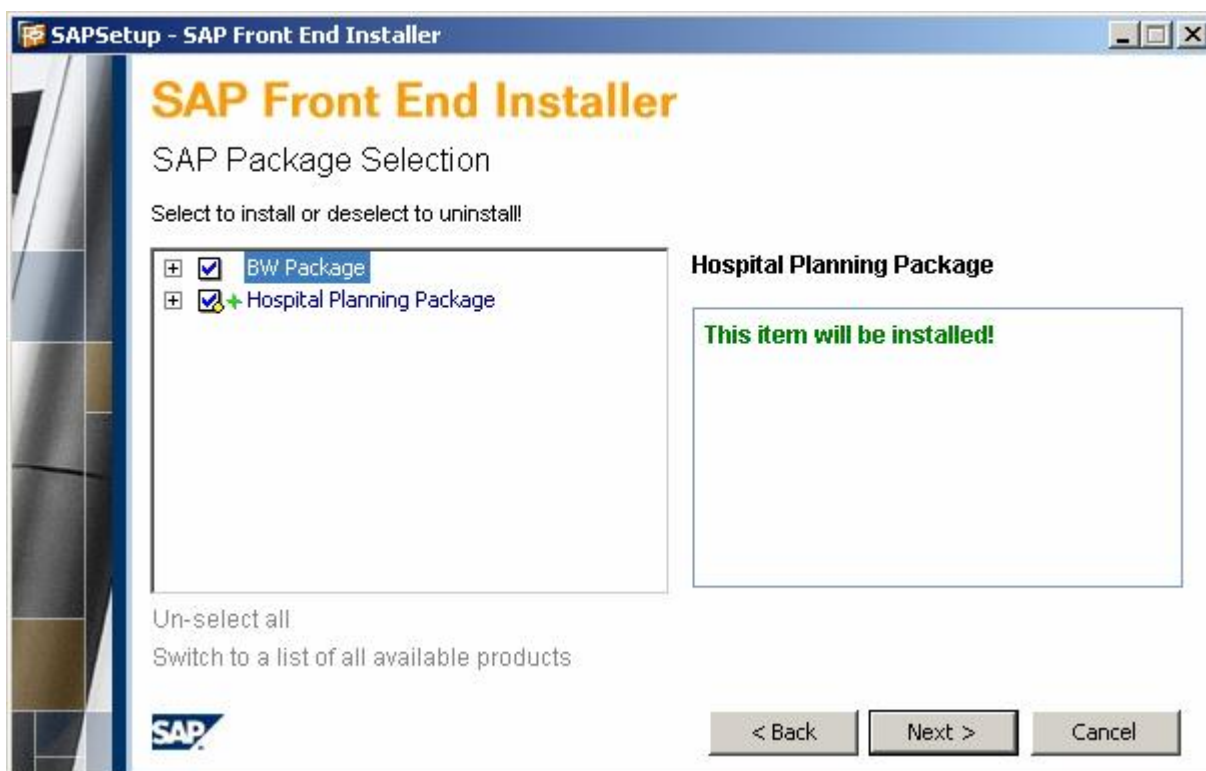 SAPSetup - SAP Front End Installer
SAP Front End Installer
SAP Package Selection
Select to install or deselect to uninstall!
BW Package
Hospital Planning Package
Hospital Planning Package
This item will be installed!
Un-select all
Switch to a list of all available products
SAP
< Back
Next >
Cancel